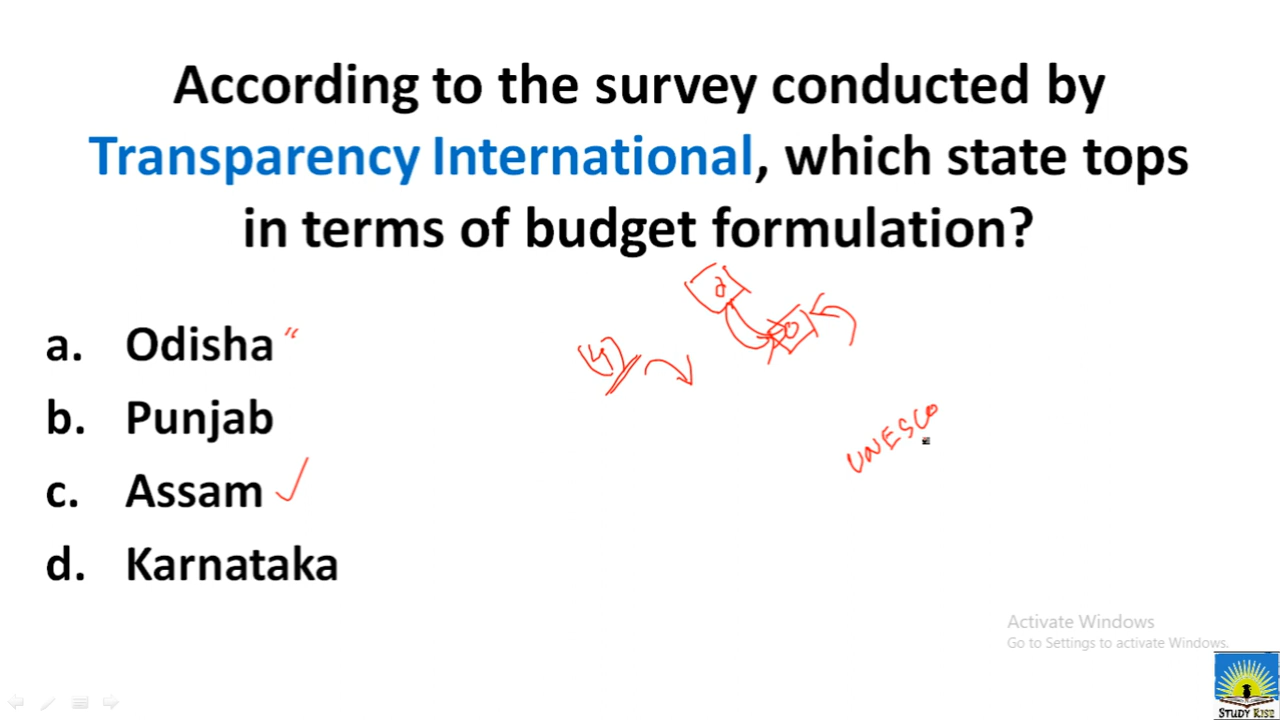 According to the survey conducted by
Transparency International, which state tops
in terms of budget formulation?
a. Odisha
b. Punjab
c. Assam
d. Karnataka
UNESCO
Activate Windows
Go to Settings to activate Windows.
STUDY RISE